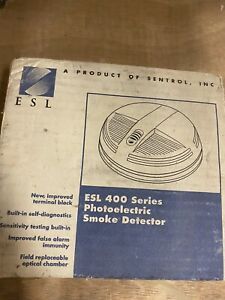 A PRODUCT OF SENTROL, INC
ESL
New, improved
terminal block
Built-in self-diagnostics
Sensitivity testing built-in
Improved false alarm
immunity
Field replaceable
optical chamber
ESL 400 Series
Photoelectric
Smoke Detector